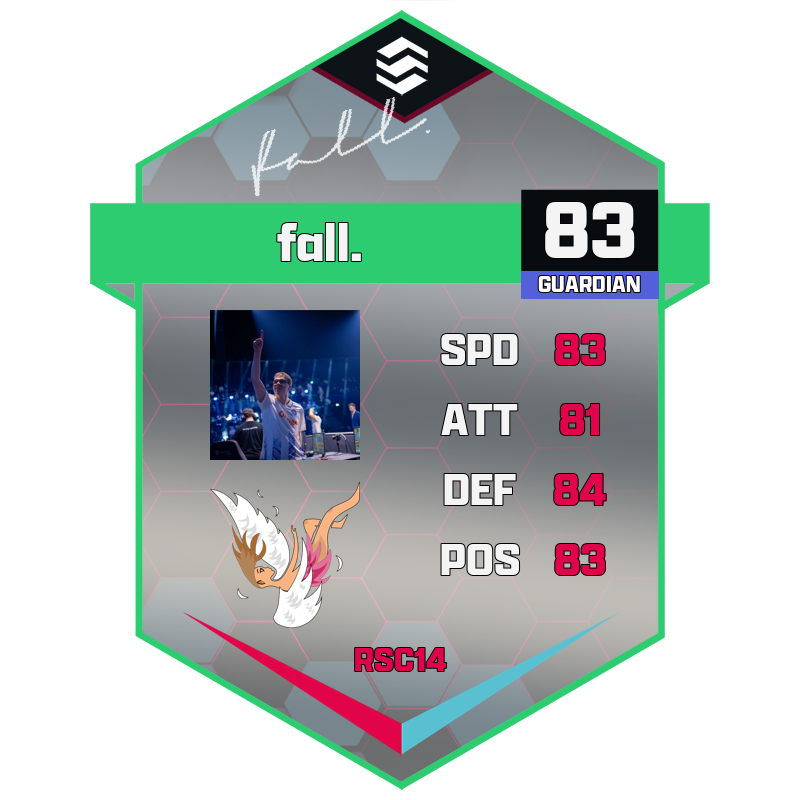 fall.
fall.
83
GUARDIAN
SPD 83
ATT 81
DEF 84
POS 83
RSC14